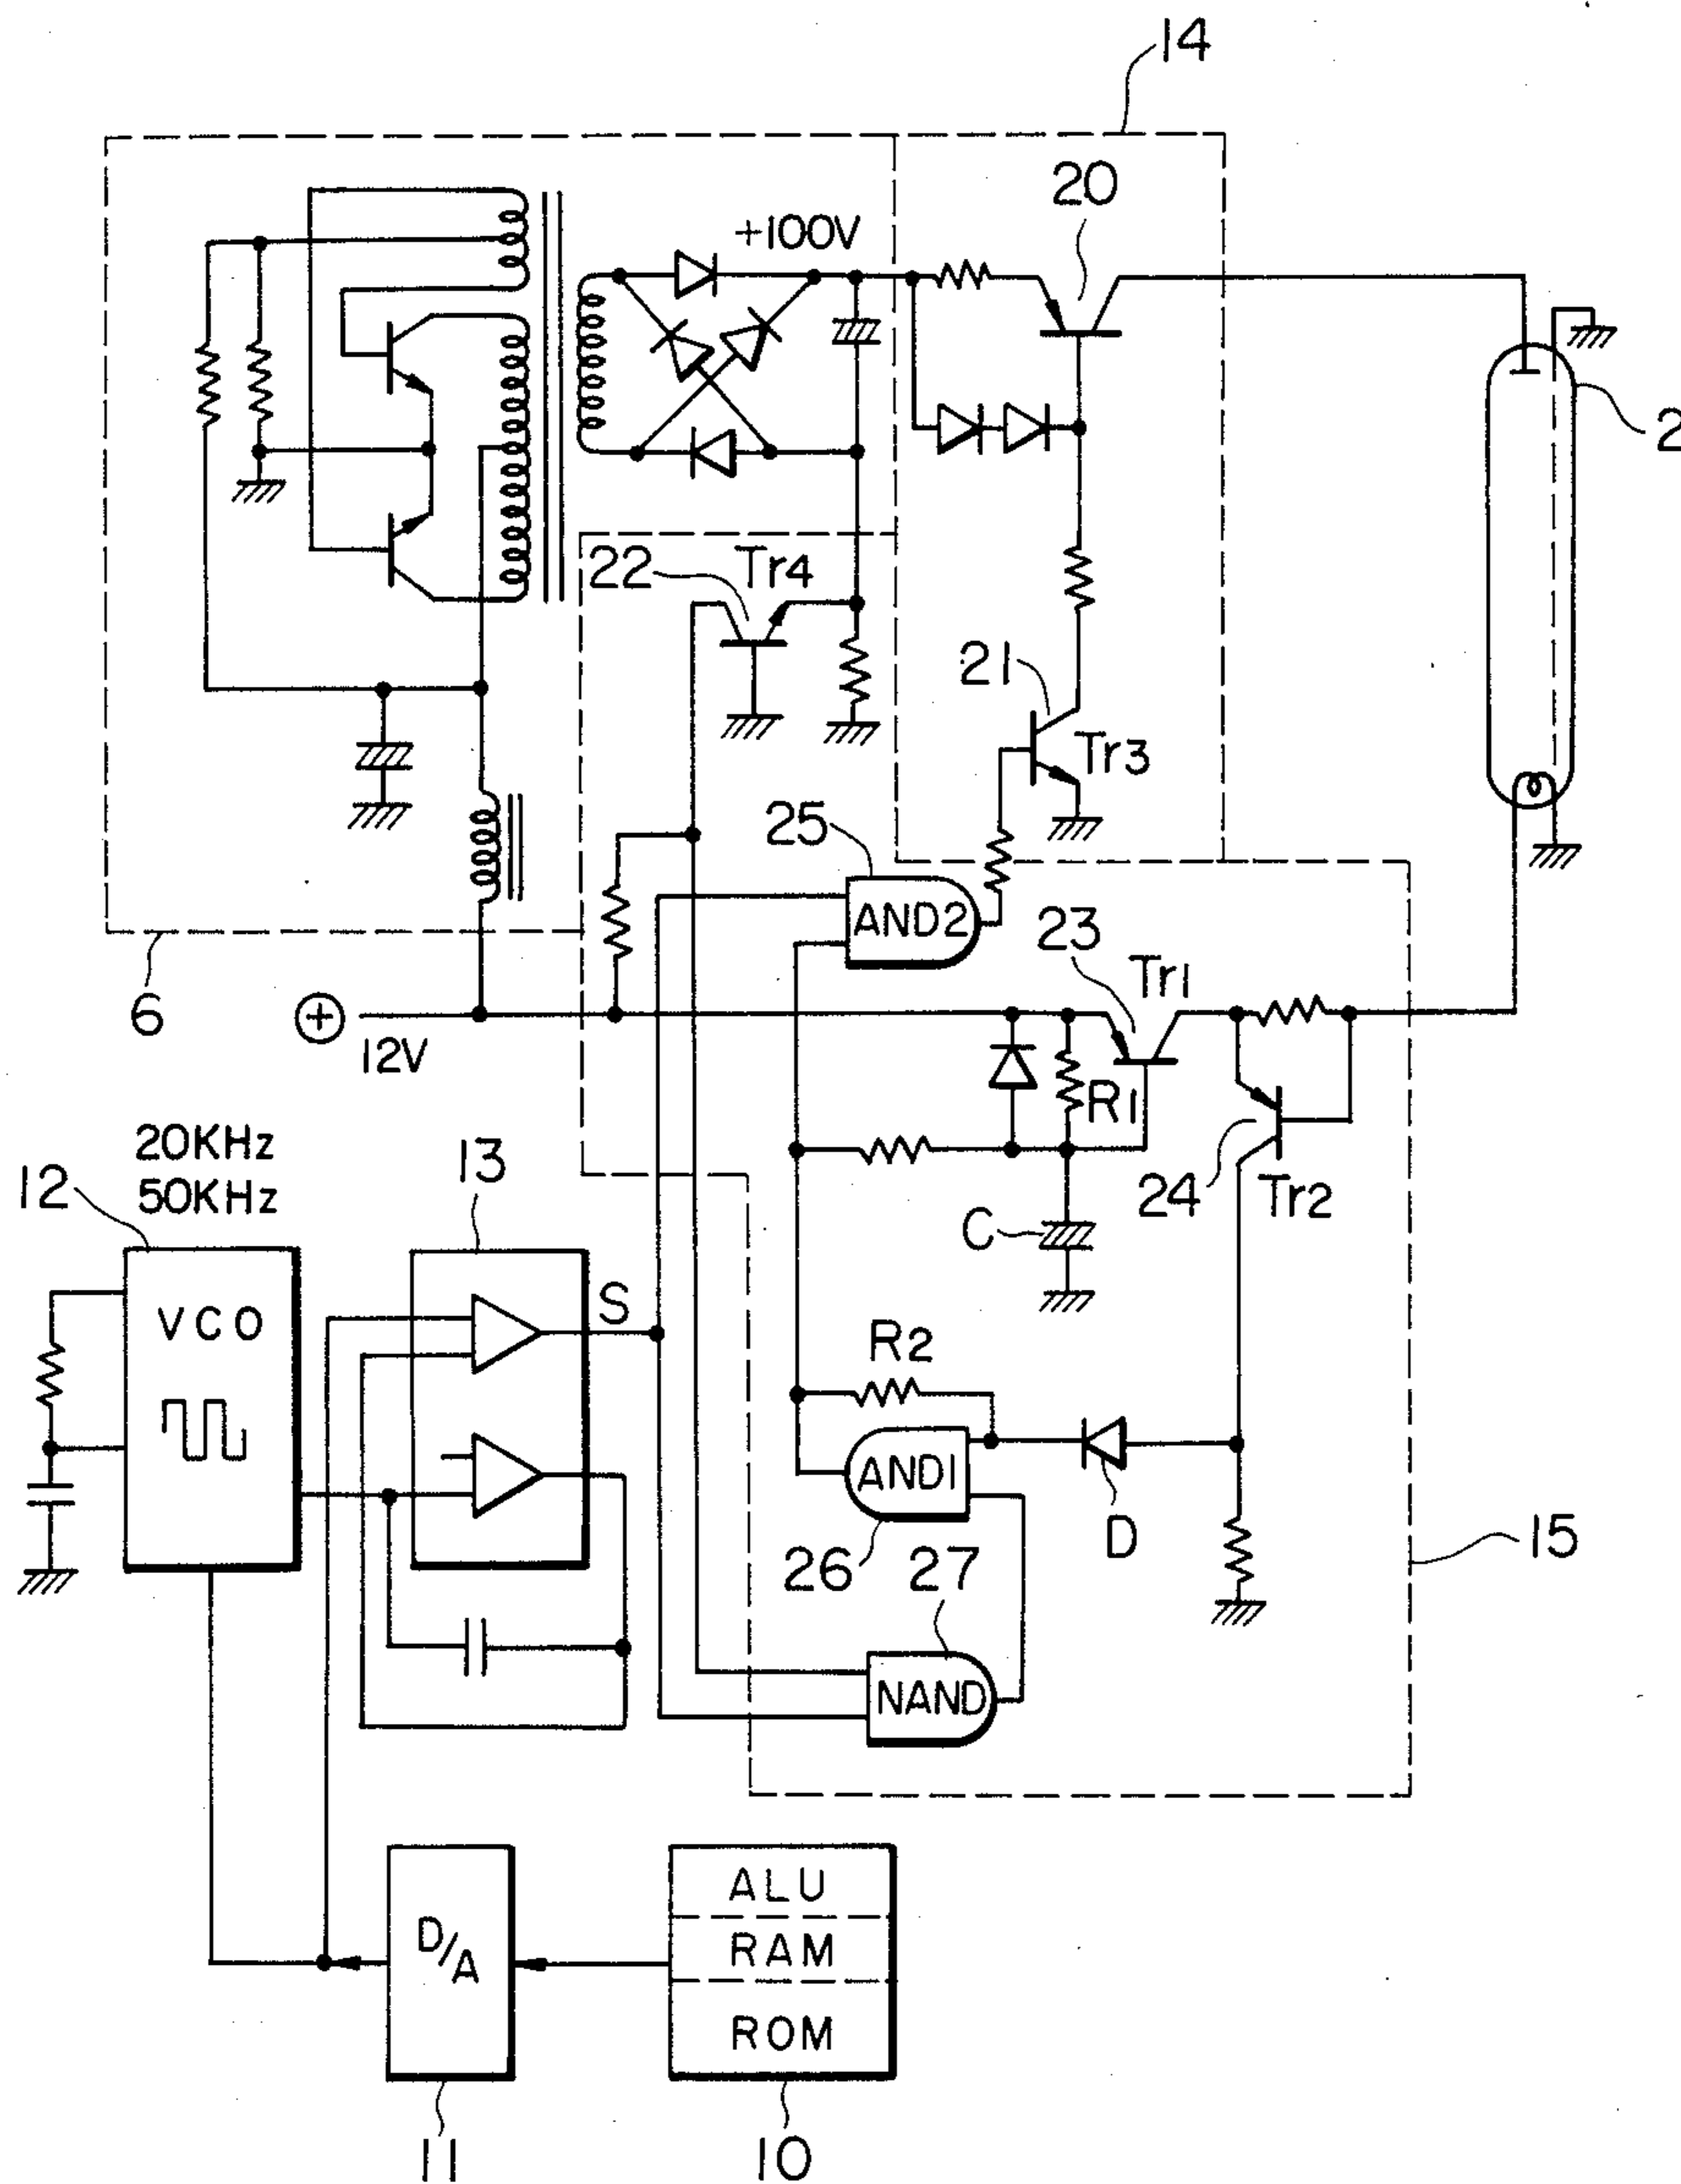 14
20
+100V
2
22
Tr4
21
Tr3
25
AND2
23
Tr1
6
12V
R1
20KHz
50KHz
12
13
24
Tr2
C
S
VCO
R2
AND1
D
15
26
27
NAND
ALU
D/A
RAM
ROM
11
10